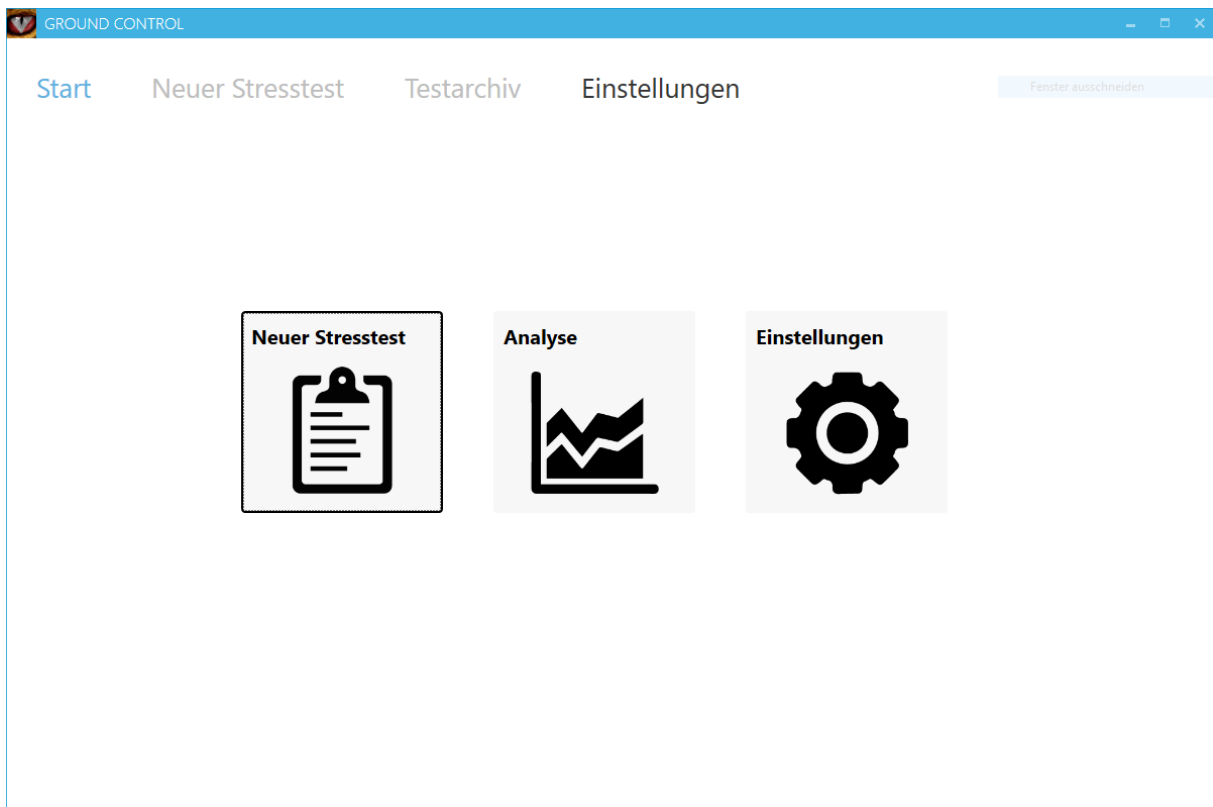 GROUND CONTROL
Start Neuer Stresstest Testarchiv Einstellungen
Fenster ausschneiden
Neuer Stresstest
Analyse
Einstellungen